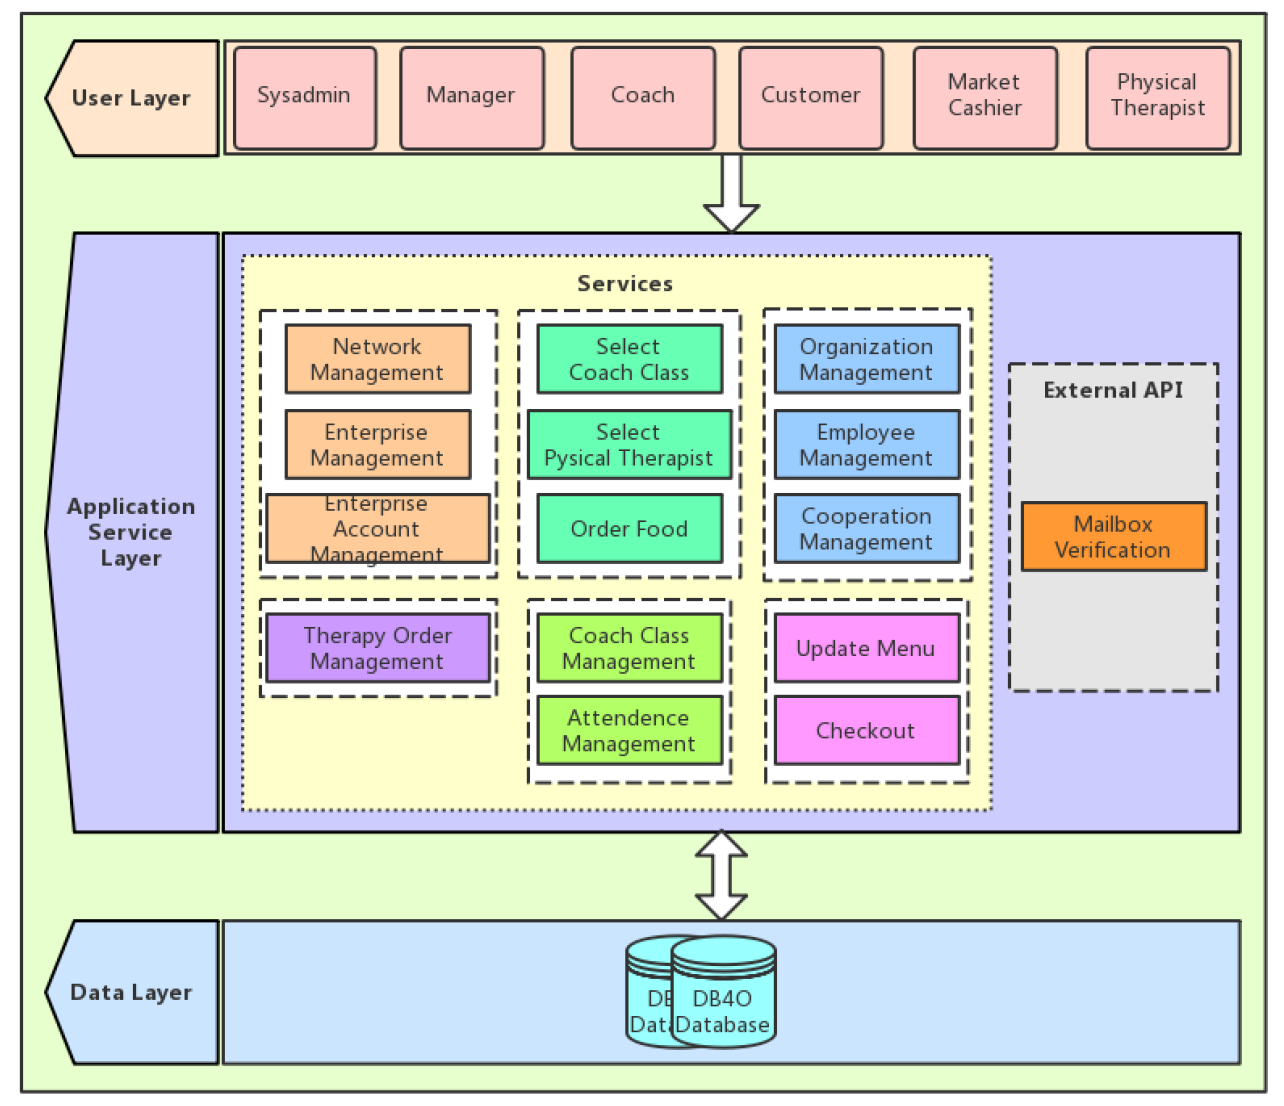 User Layer
Sysadmin
Manager
Coach
Customer
Market
Cashier
Physical
Therapist
Services
Network
Management
Select
Coach Class
Organization
Management
Enterprise
Management
Select
Pysical Therapist
Employee
Management
Enterprise
Account
Management
Order Food
Cooperation
Management
Therapy Order
Management
Coach Class
Management
Update Menu
Attendence
Management
Checkout
External API
Mailbox
Verification
Application
Service
Layer
Data Layer
DB4O
Database